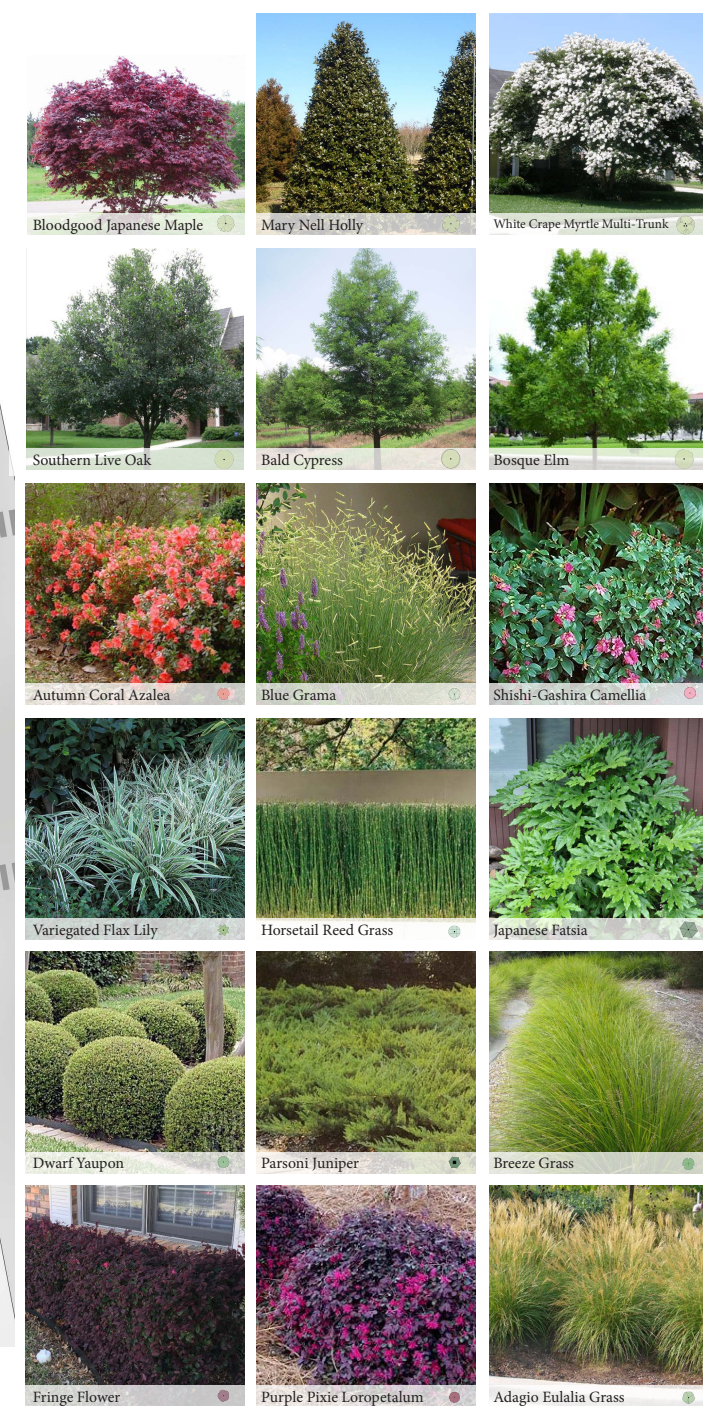 Bloodgood Japanese Maple
Mary Nell Holly
White Crape Myrtle Multi-Trunk
Southern Live Oak
Bald Cypress
Bosque Elm
Autumn Coral Azalea
Blue Grama
Shishi-Gashira Camellia
Variegated Flax Lily
Horsetail Reed Grass
Japanese Fatsia
Dwarf Yaupon
Parsoni Juniper
Breeze Grass
Fringe Flower
Purple Pixie Loropetalum
Adagio Eulalia Grass